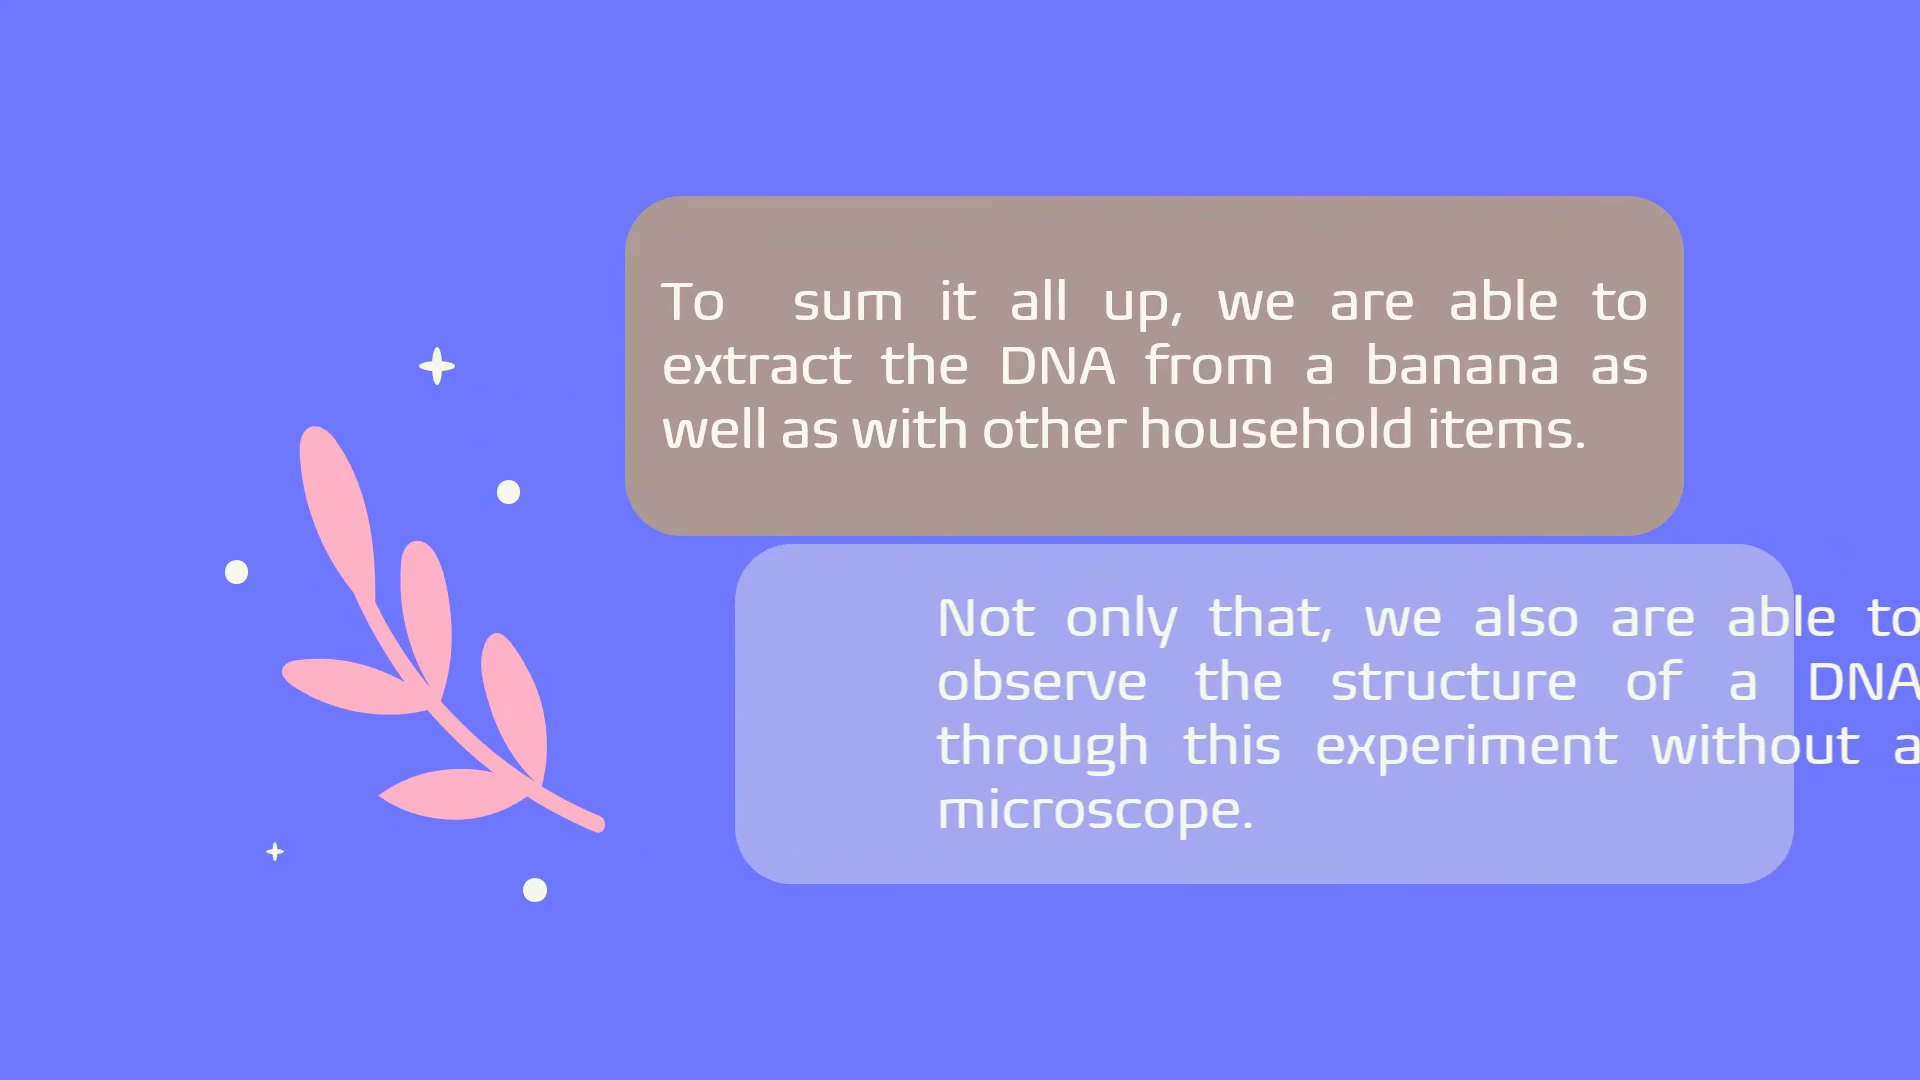 To sum it all up, we are able to
extract the DNA from a banana as
well as with other household items.
Not only that, we also are able to
observe the structure of a DNA
through this experiment without a
microscope.